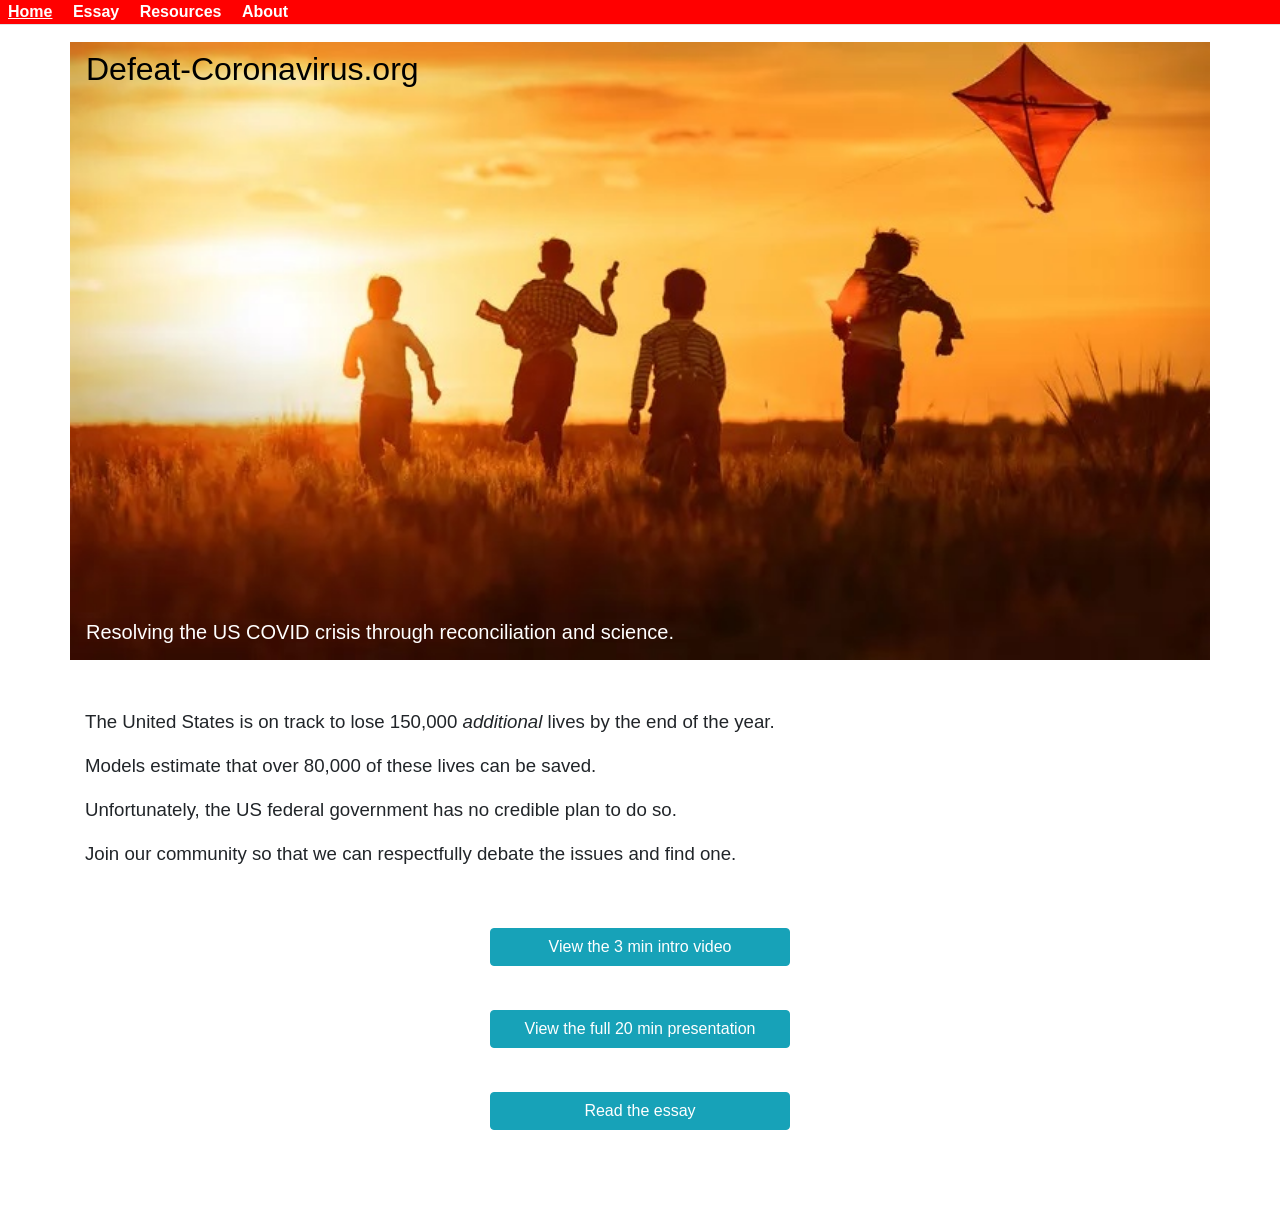 Home Essay Resources About
Defeat-Coronavirus.org
Resolving the US COVID crisis through reconciliation and science.
The United States is on track to lose 150,000 additional lives by the end of the year.
Models estimate that over 80,000 of these lives can be saved.
Unfortunately, the US federal government has no credible plan to do so.
Join our community so that we can respectfully debate the issues and find one.
View the 3 min intro video
View the full 20 min presentation
Read the essay